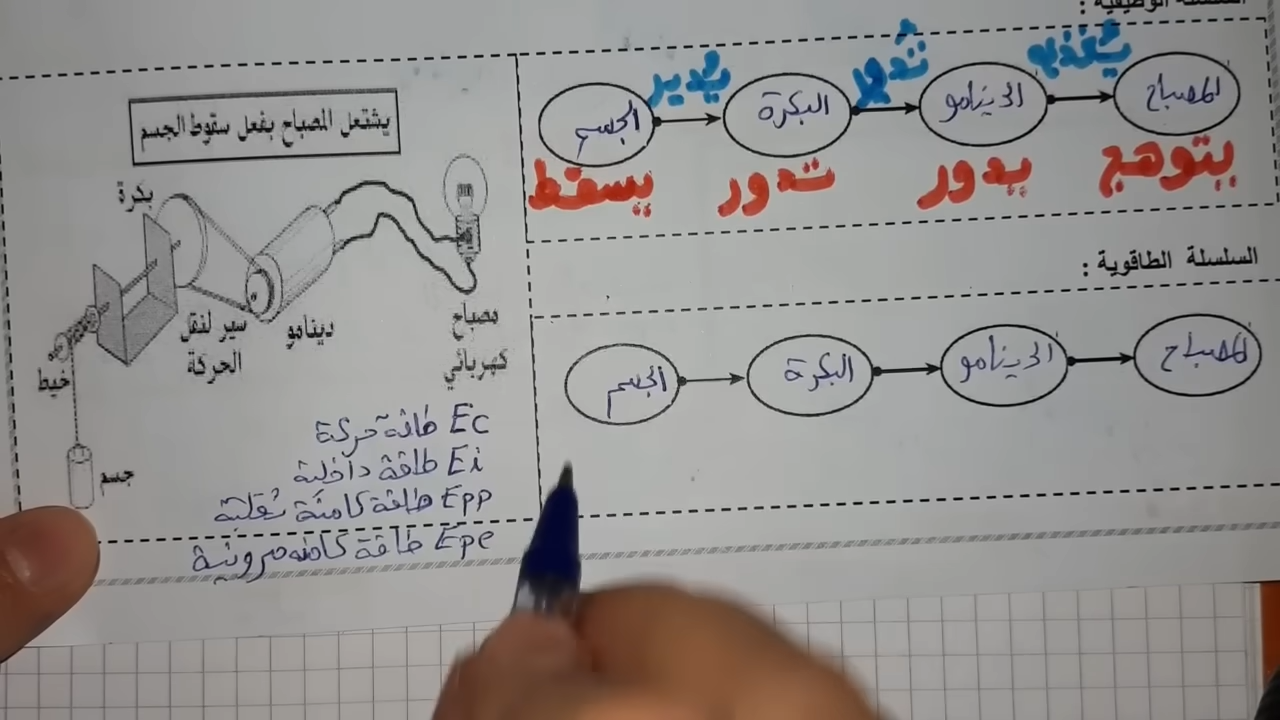 السلسلة الوظيفية :
يدير تدير يغذي
الجسم البكرة الدينامو المصباح
يسقط تدور يدور يتوهج
السلسلة الطاقوية :
الجسم البكرة الدينامو المصباح
يشتعل المصباح بفعل سقوط الجسم
بكرة
سير لنقل
الحركة
دينامو
مصباح
كهربائي
خيط
جسم
Ec طاقة حركية
Ei طاقة داخلية
Epp طاقة كامنة ثقلية
Epe طاقة كامنة مرونية